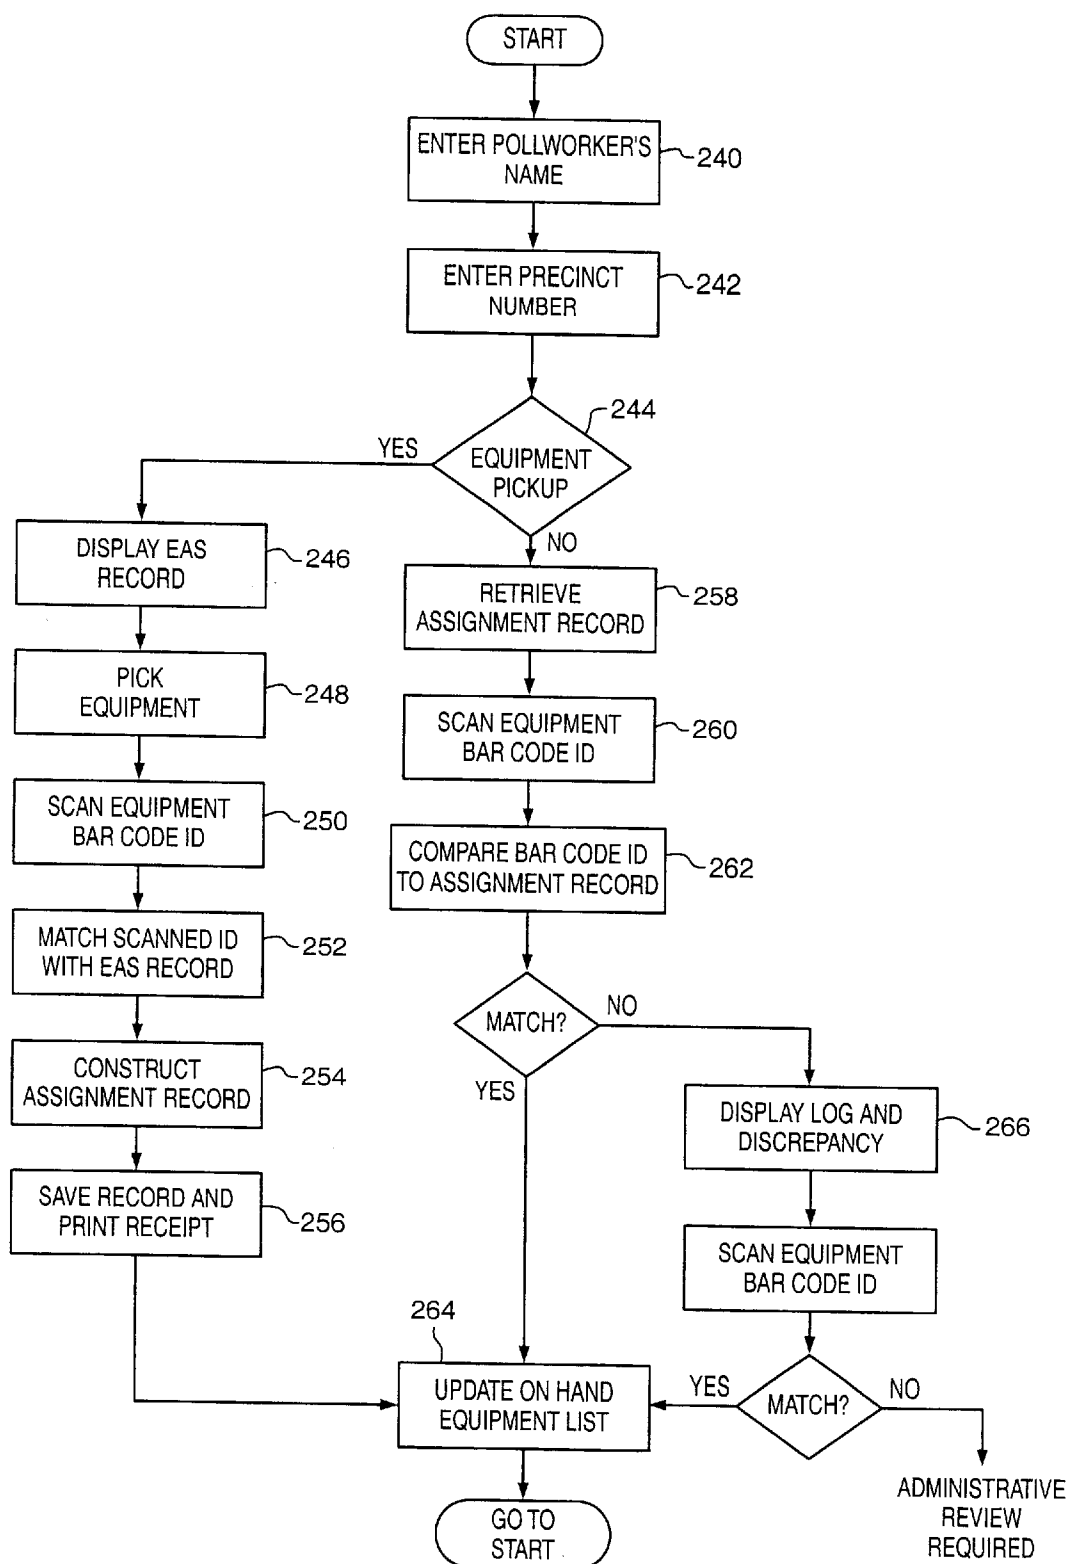 START
ENTER POLLWORKER'S
NAME
240
ENTER PRECINCT
NUMBER
242
244
EQUIPMENT
PICKUP
YES
NO
DISPLAY EAS
RECORD
246
PICK
EQUIPMENT
248
SCAN EQUIPMENT
BAR CODE ID
250
MATCH SCANNED ID
WITH EAS RECORD
252
CONSTRUCT
ASSIGNMENT RECORD
254
SAVE RECORD AND
PRINT RECEIPT
256
RETRIEVE
ASSIGNMENT RECORD
258
SCAN EQUIPMENT
BAR CODE ID
260
COMPARE BAR CODE ID
TO ASSIGNMENT RECORD
262
MATCH?
NO
YES
DISPLAY LOG AND
DISCREPANCY
266
SCAN EQUIPMENT
BAR CODE ID
MATCH?
YES
NO
264
UPDATE ON HAND
EQUIPMENT LIST
ADMINISTRATIVE
REVIEW
REQUIRED
GO TO
START